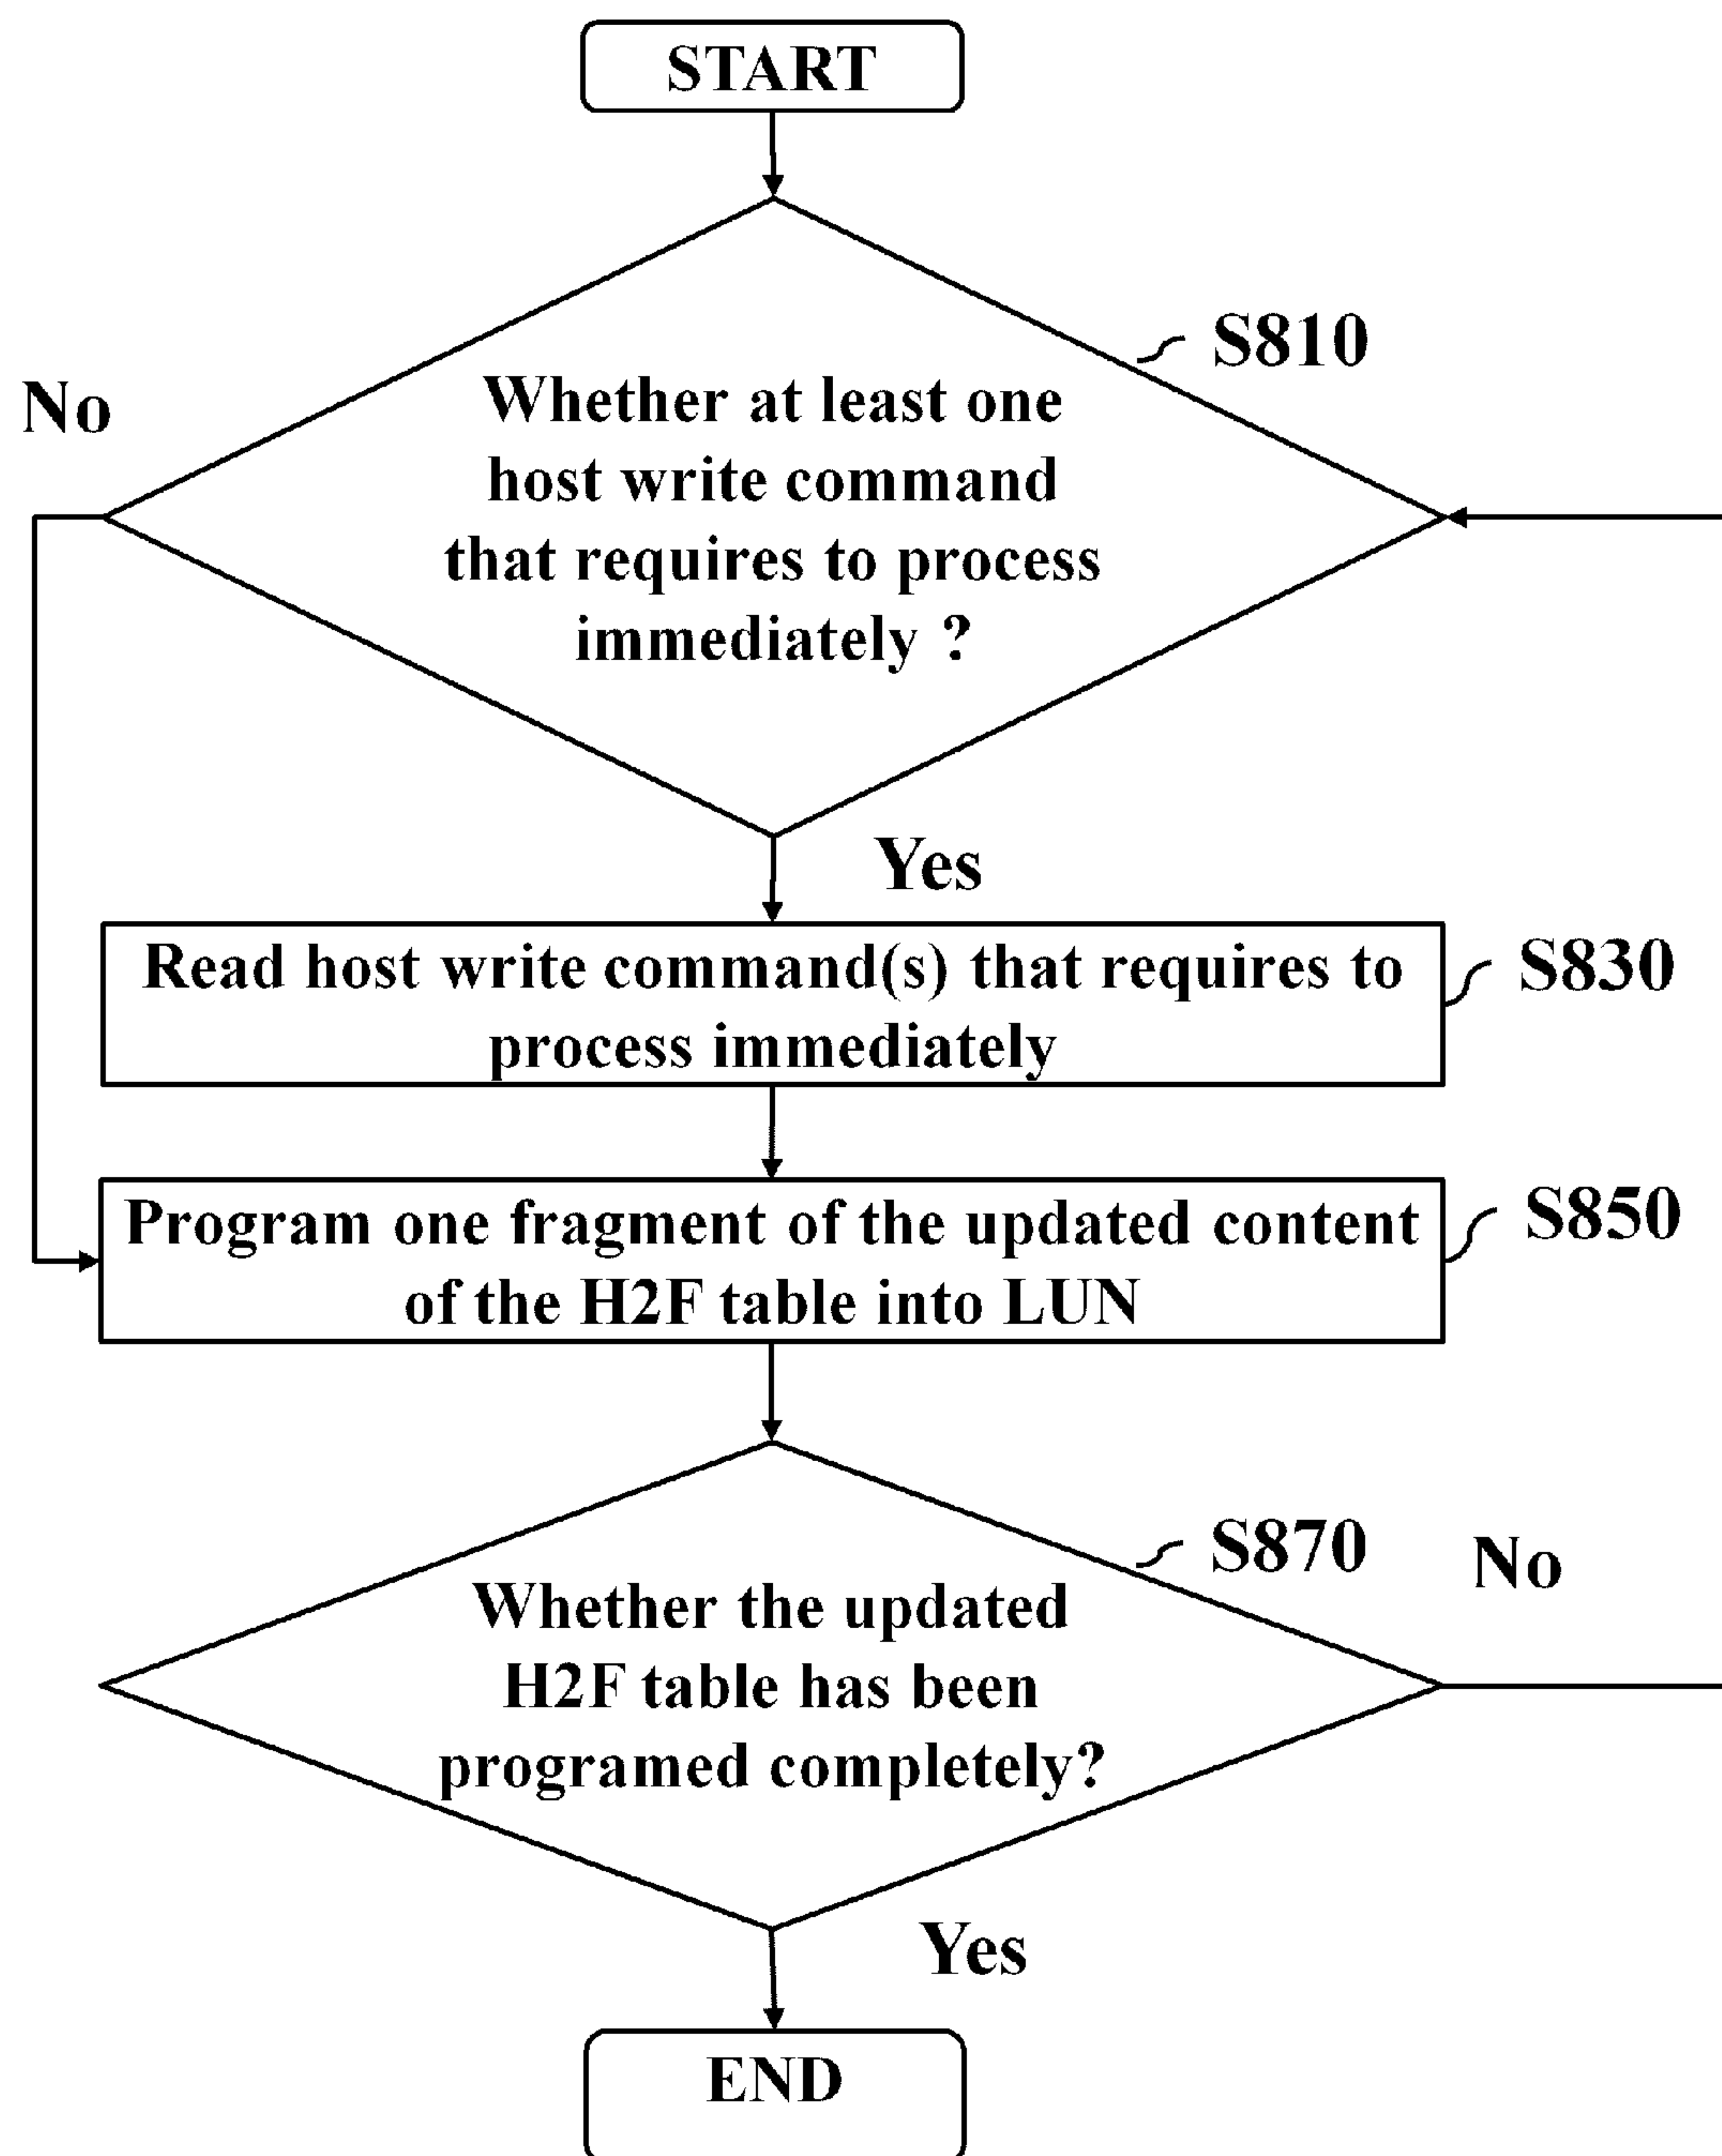 START
S810
No
Whether at least one
host write command
that requires to process
immediately ?
Yes
Read host write command(s) that requires to
process immediately
S830
Program one fragment of the updated content
of the H2F table into LUN
S850
S870
No
Whether the updated
H2F table has been
programed completely?
Yes
END